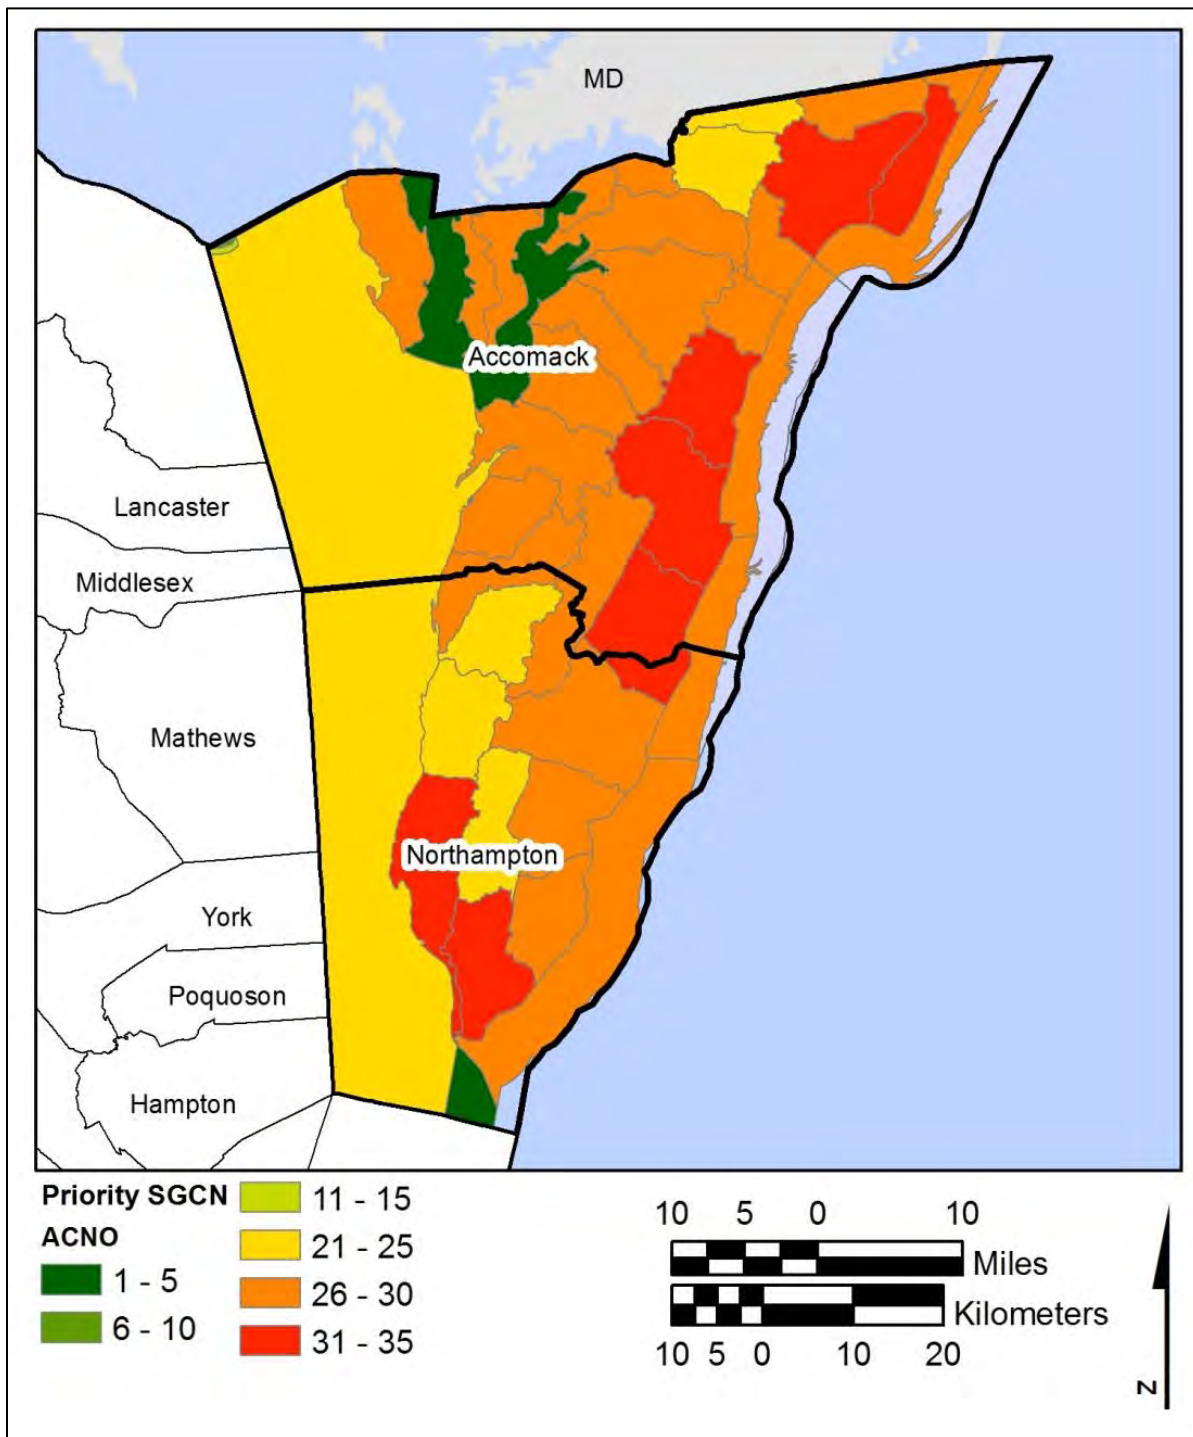 MD
Accomack
Lancaster
Middlesex
Mathews
Northampton
York
Poquoson
Hampton
Priority SGCN
ACNO
1 - 5
6 - 10
11 - 15
21 - 25
26 - 30
31 - 35
10 5 0 10
Miles
Kilometers
10 5 0 10 20
N